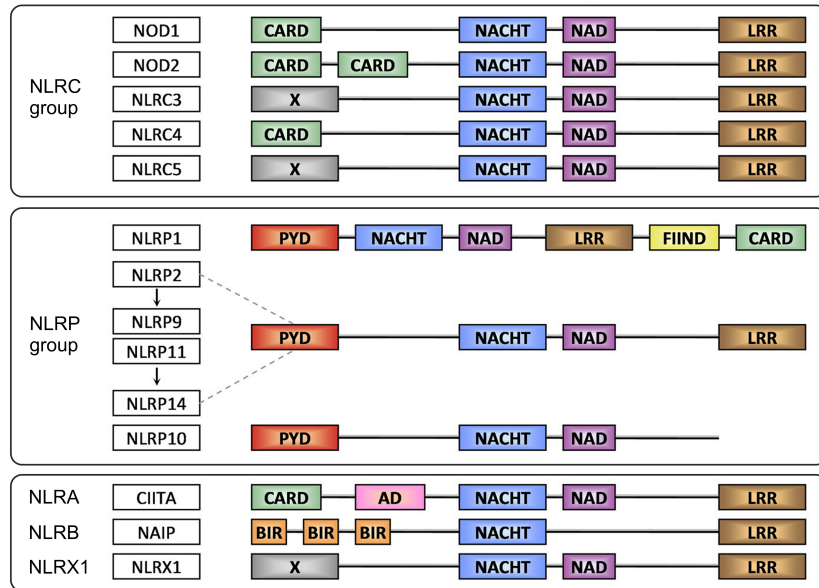 NLRC
group
NOD1 CARD NACHT NAD LRR
NOD2 CARD CARD NACHT NAD LRR
NLRC3 X NACHT NAD LRR
NLRC4 CARD NACHT NAD LRR
NLRC5 X NACHT NAD LRR
NLRP
group
NLRP1 PYD NACHT NAD LRR FIIND CARD
NLRP2
NLRP9
NLRP11
PYD NACHT NAD LRR
NLRP14
NLRP10 PYD NACHT NAD
NLRA CIITA CARD AD NACHT NAD LRR
NLRB NAIP BIR BIR BIR NACHT LRR
NLRX1 NLRX1 X NACHT NAD LRR